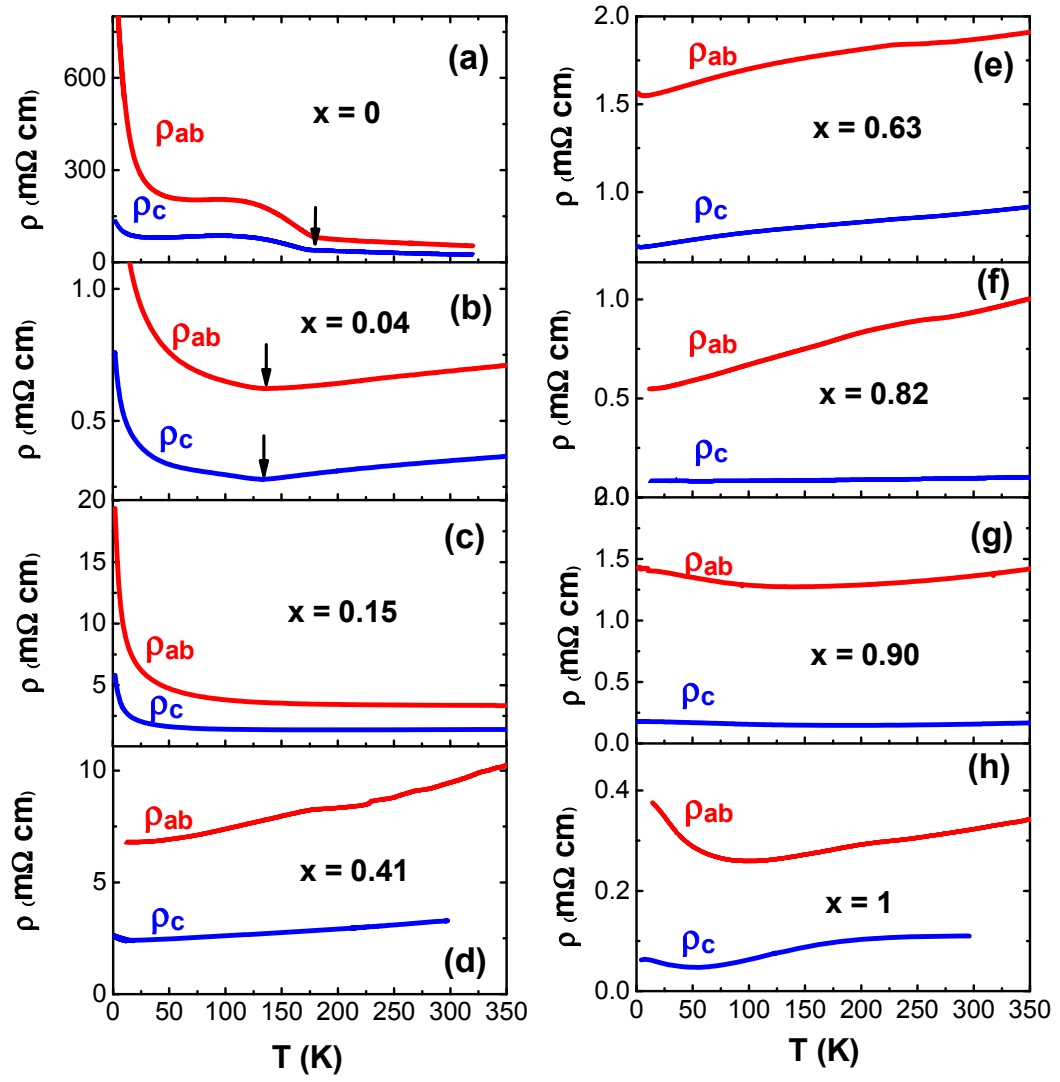 (a)
x = 0
ρab
ρc
ρ (mΩ cm)
600
300
0
(b)
x = 0.04
ρab
ρc
ρ (mΩ cm)
1.0
0.5
(c)
x = 0.15
ρab
ρc
ρ (mΩ cm)
20
15
10
5
(d)
x = 0.41
ρab
ρc
ρ (mΩ cm)
10
5
0
0 50 100 150 200 250 300 350
T (K)
(e)
x = 0.63
ρab
ρc
ρ (mΩ cm)
2.0
1.5
1.0
(f)
x = 0.82
ρab
ρc
ρ (mΩ cm)
1.0
0.5
0.0
(g)
x = 0.90
ρab
ρc
ρ (mΩ cm)
2.0
1.5
1.0
0.5
0.0
(h)
x = 1
ρab
ρc
ρ (mΩ cm)
0.4
0.2
0.0
0 50 100 150 200 250 300 350
T (K)